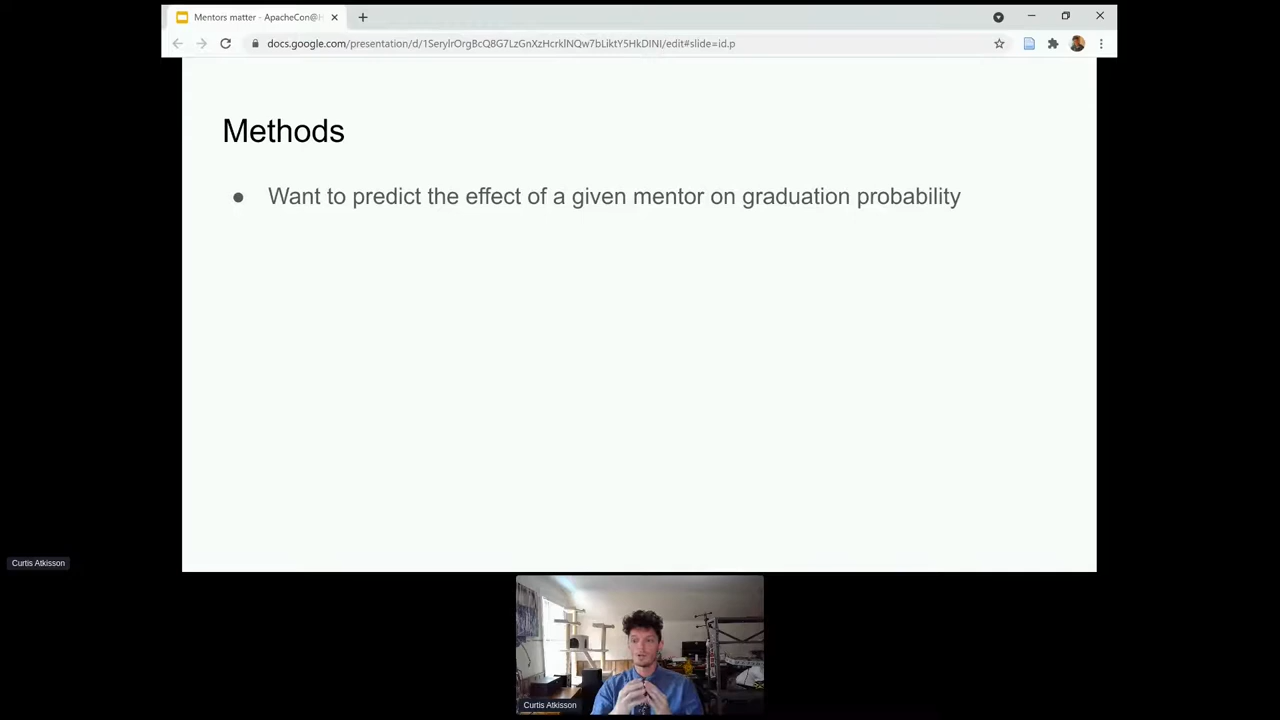 Mentors matter - ApacheCon@H
docs.google.com/presentation/d/1SerylrOrgBcQ8G7LzGnXzHcrklNQw7bLiktY5HkDINI/edit#slide=id.p
Methods
● Want to predict the effect of a given mentor on graduation probability
Curtis Atkisson
Curtis Atkisson